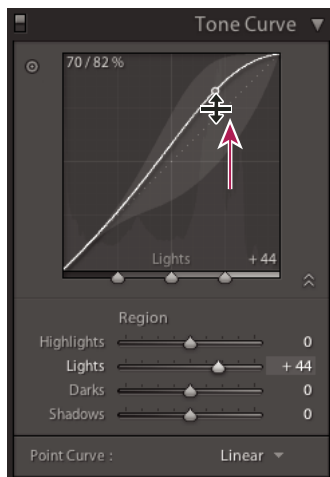 Tone Curve
70 / 82 %
Lights + 44
Region
Highlights 0
Lights + 44
Darks 0
Shadows 0
Point Curve : Linear